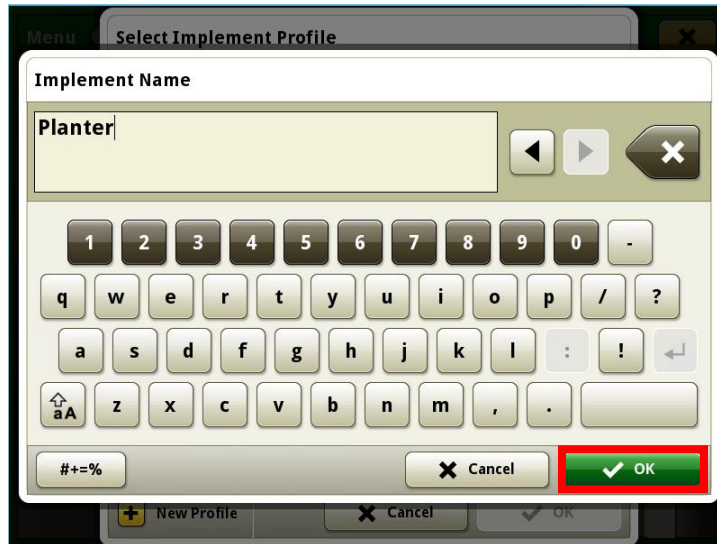 Menu
Select Implement Profile
Implement Name
Planter
1 2 3 4 5 6 7 8 9 0 -
q w e r t y u i o p / ?
a s d f g h j k l : !
aA z x c v b n m , .
#+=% Cancel OK
New Profile Cancel OK